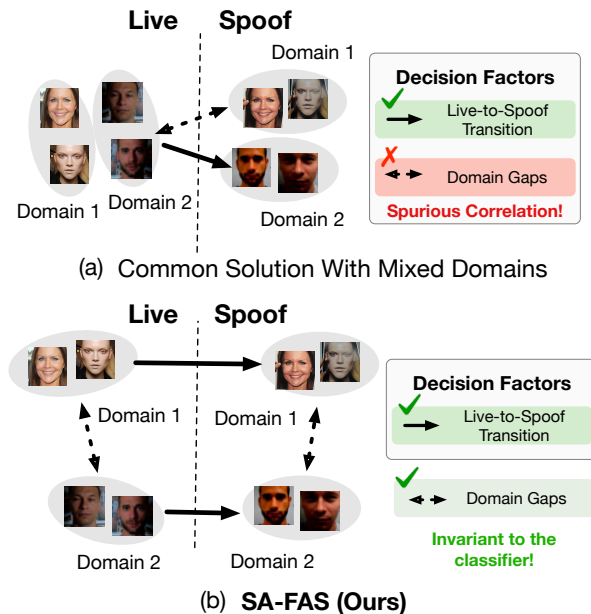 Live
Spoof
Domain 1
Domain 1
Domain 2
Domain 2
Decision Factors
Live-to-Spoof
Transition
Domain Gaps
Spurious Correlation!
(a) Common Solution With Mixed Domains
Live
Spoof
Domain 1
Domain 1
Domain 2
Domain 2
Decision Factors
Live-to-Spoof
Transition
Domain Gaps
Invariant to the
classifier!
(b) SA-FAS (Ours)